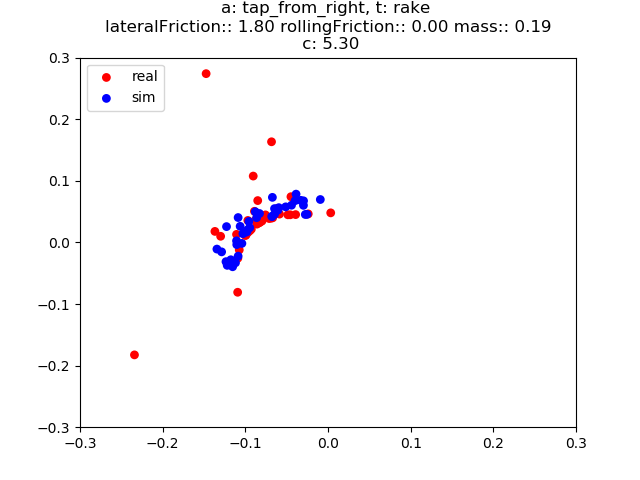 a: tap_from_right, t: rake
lateralFriction:: 1.80 rollingFriction:: 0.00 mass:: 0.19
c: 5.30
real
sim
0.3
0.2
0.1
0.0
−0.1
−0.2
−0.3
−0.3 −0.2 −0.1 0.0 0.1 0.2 0.3